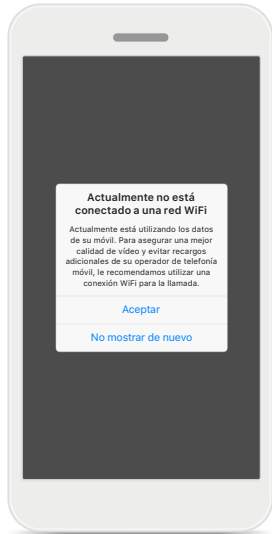 Actualmente no está
conectado a una red WiFi
Actualmente está utilizando los datos
de su móvil. Para asegurar una mejor
calidad de vídeo y evitar recargos
adicionales de su operador de telefonía
móvil, le recomendamos utilizar una
conexión WiFi para la llamada.
Aceptar
No mostrar de nuevo